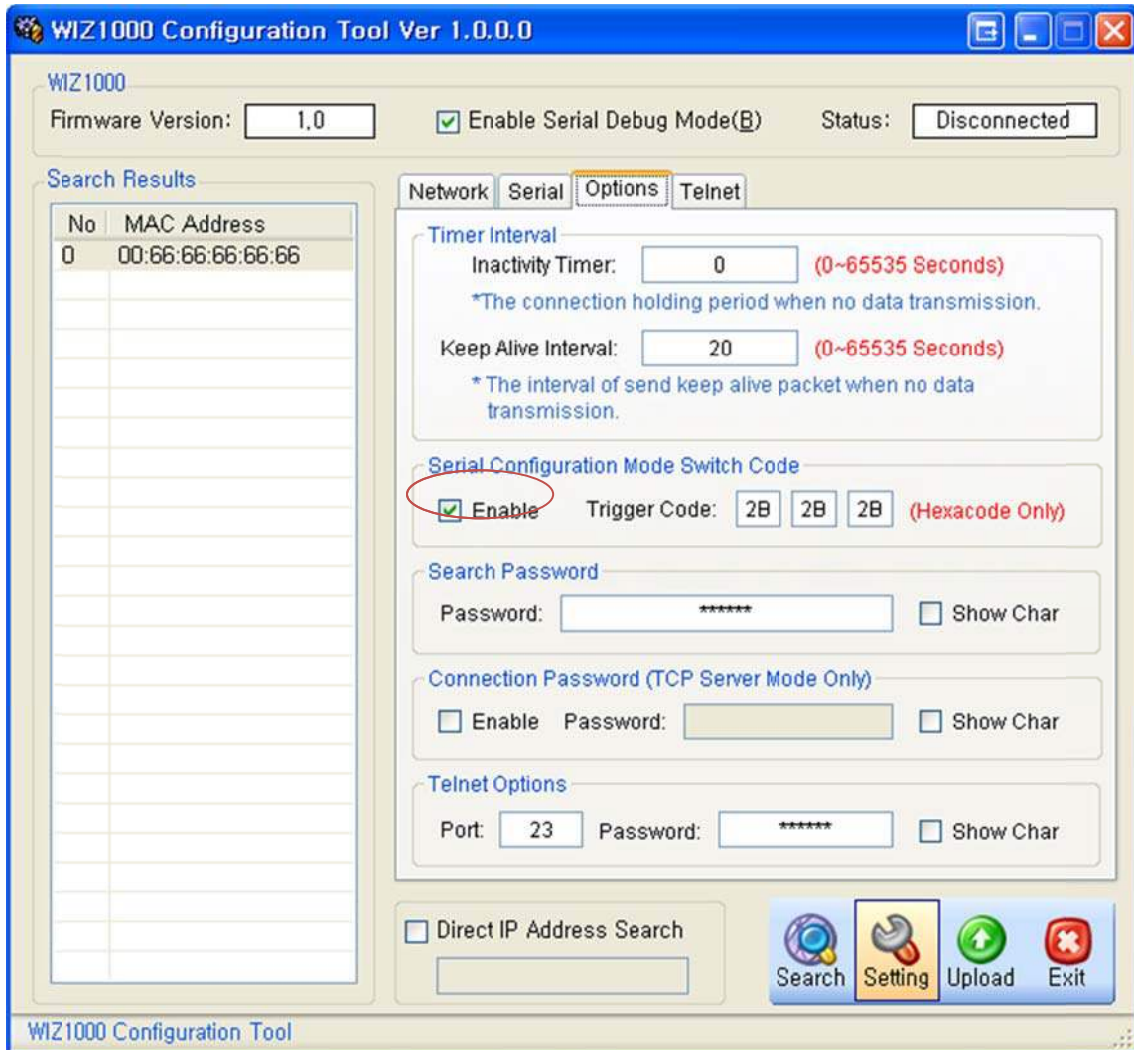 WIZ1000 Configuration Tool Ver 1.0.0.0
WIZ1000
Firmware Version: 1.0 Enable Serial Debug Mode(B) Status: Disconnected
Search Results
No MAC Address
0 00:66:66:66:66:66
Network Serial Options Telnet
Timer Interval
Inactivity Timer: 0 (0~65535 Seconds)
*The connection holding period when no data transmission.
Keep Alive Interval: 20 (0~65535 Seconds)
* The interval of send keep alive packet when no data
transmission.
Serial Configuration Mode Switch Code
Enable Trigger Code: 2B 2B 2B (Hexacode Only)
Search Password
Password: ****** Show Char
Connection Password (TCP Server Mode Only)
Enable Password: Show Char
Telnet Options
Port: 23 Password: ****** Show Char
Direct IP Address Search
Search Setting Upload Exit
WIZ1000 Configuration Tool